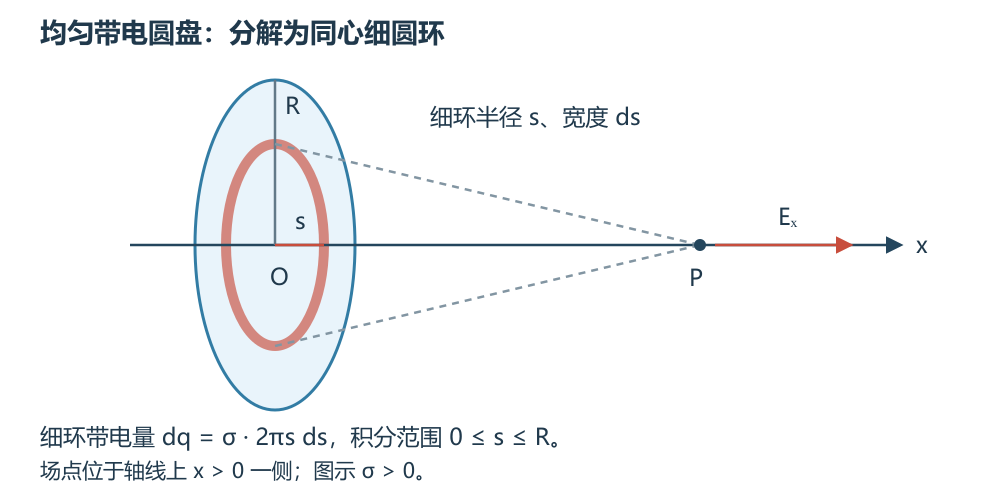 均匀带电圆盘：分解为同心细圆环
R
细环半径 s、宽度 ds
s
Eₓ
x
O
P
细环带电量 dq = σ · 2πs ds，积分范围 0 ≤ s ≤ R。
场点位于轴线上 x > 0 一侧；图示 σ > 0。